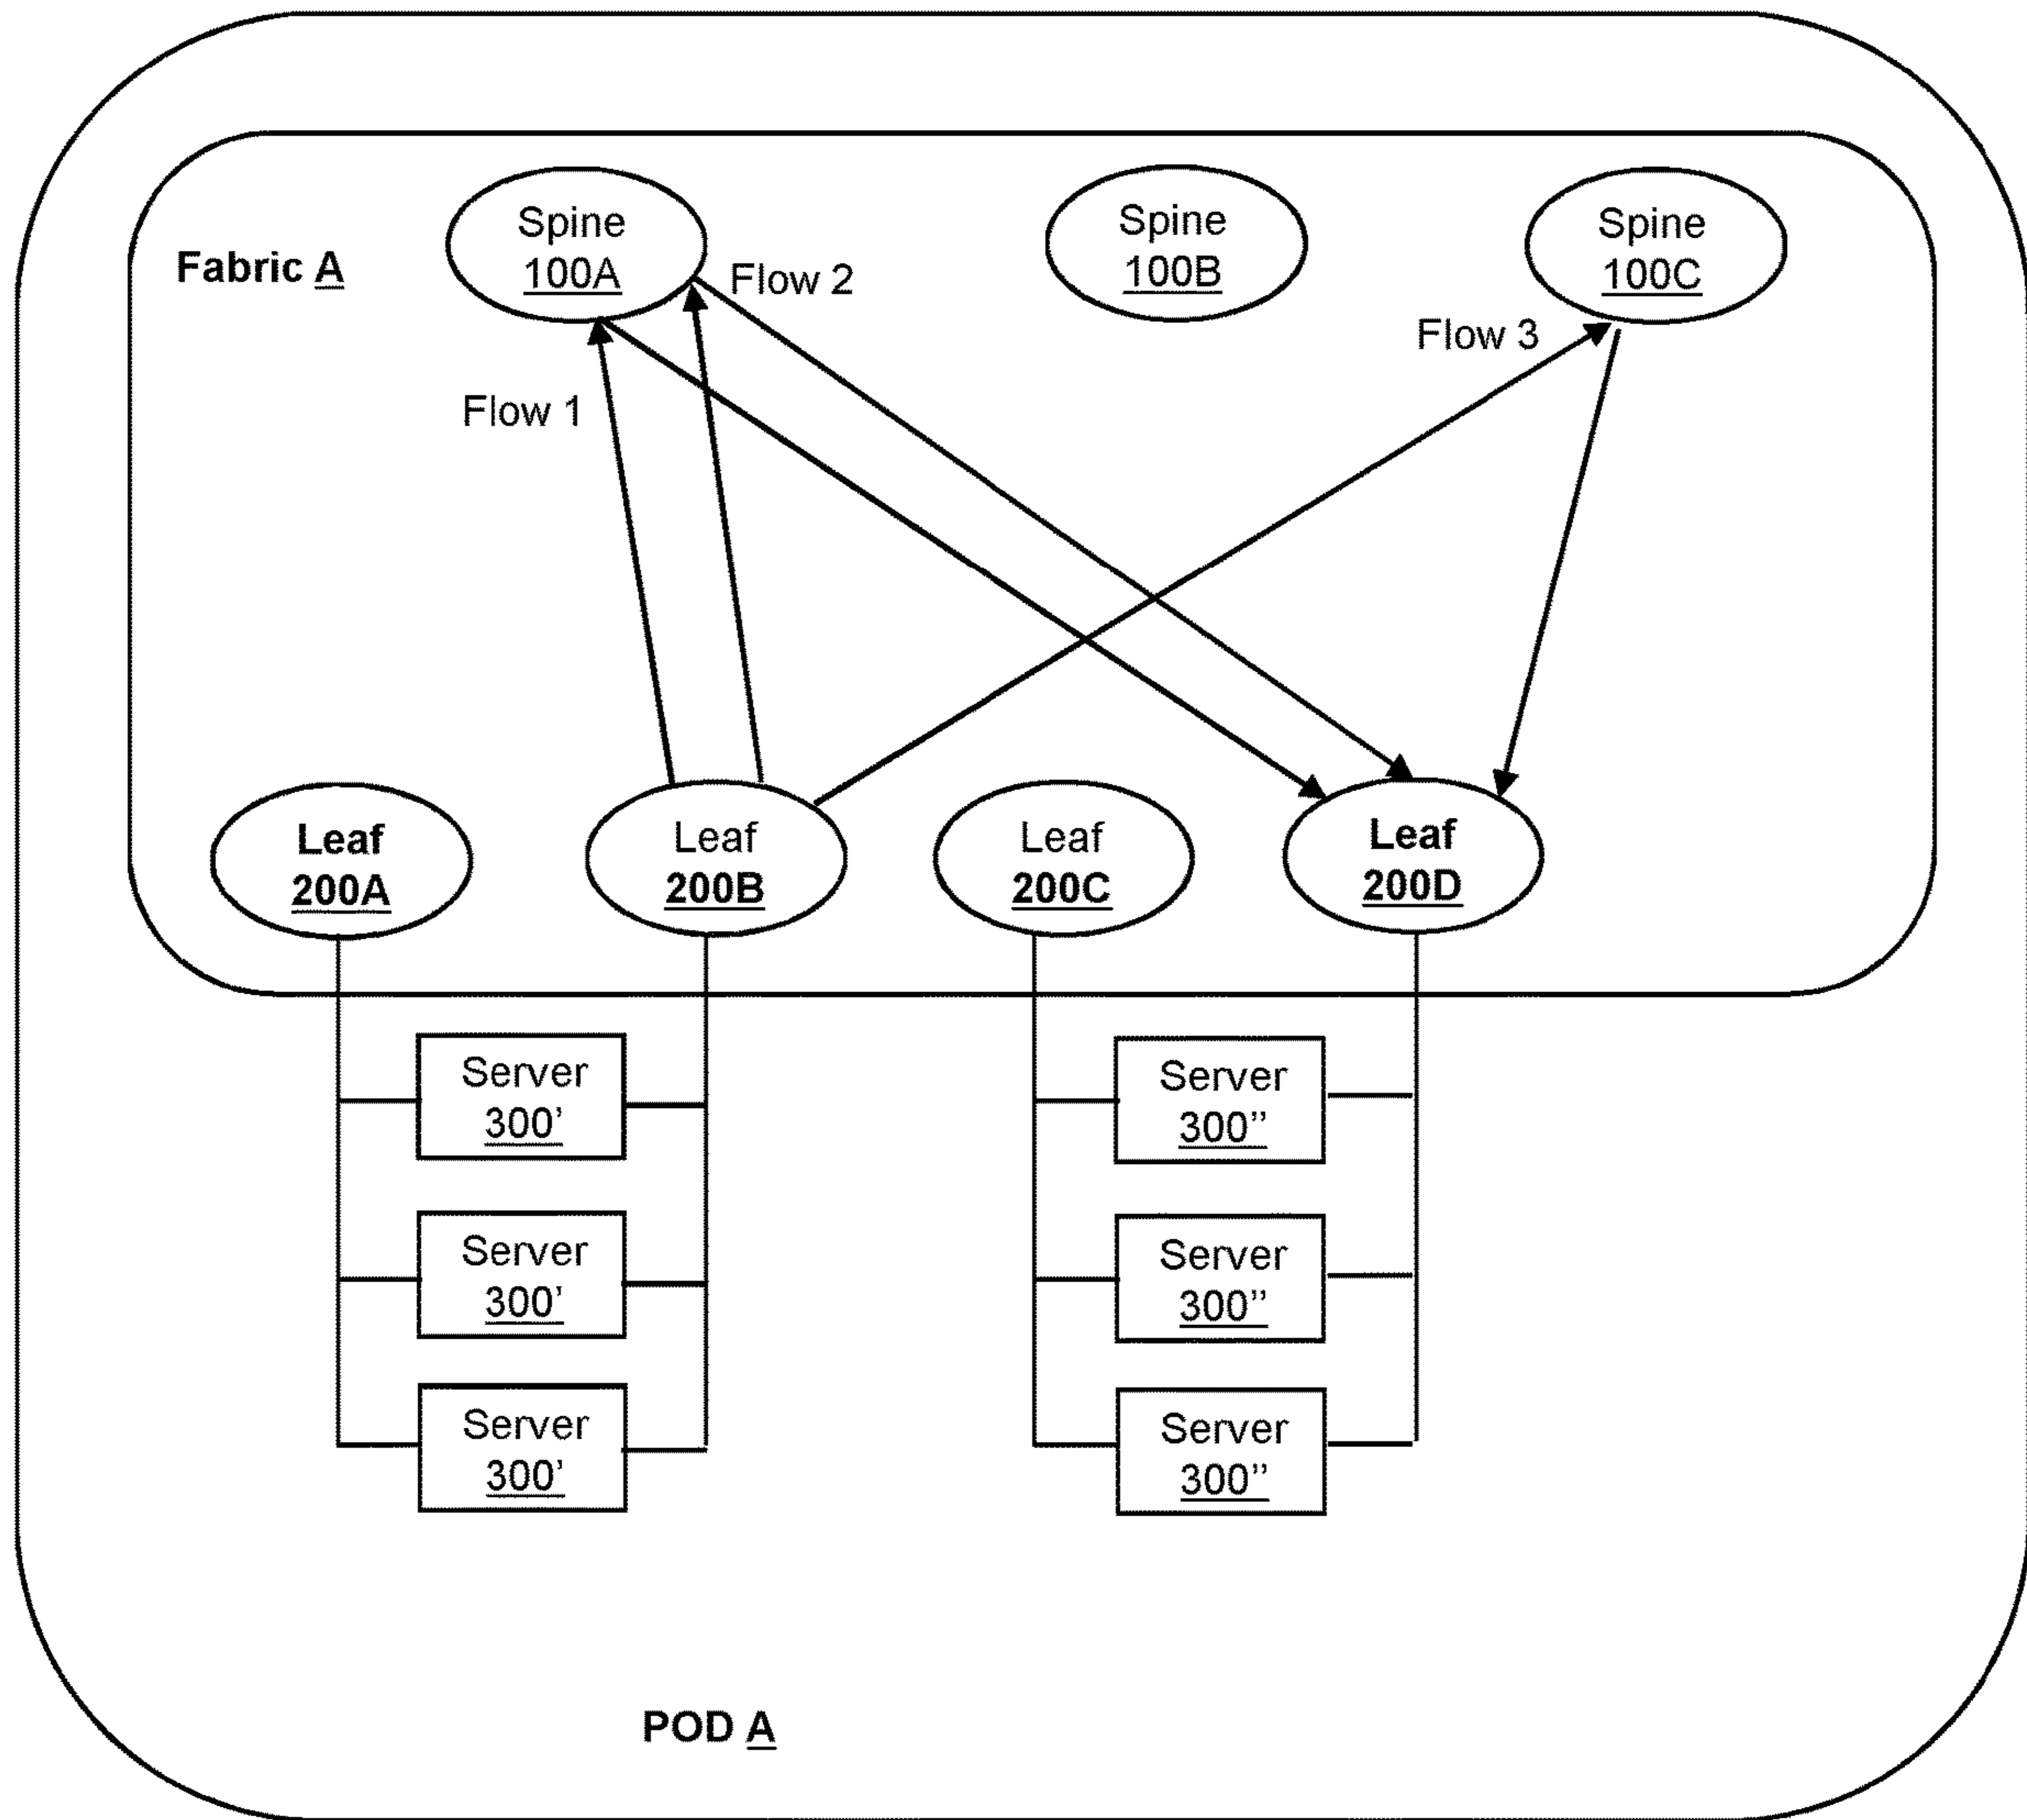 Fabric A
Spine
100A
Spine
100B
Spine
100C
Flow 2
Flow 3
Flow 1
Leaf
200A
Leaf
200B
Leaf
200C
Leaf
200D
Server
300’
Server
300’’
Server
300’
Server
300’’
Server
300’
Server
300’’
POD A